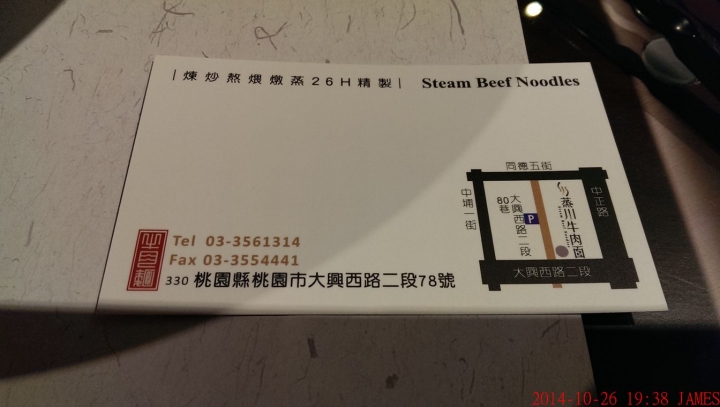 |煉炒熬煨燉蒸26H精製| Steam Beef Noodles
同德五街
中埔一街
80巷
大興西路二段
P
蒸川牛肉面
中正路
大興西路二段
Tel 03-3561314
Fax 03-3554441
330 桃園縣桃園市大興西路二段78號
2014-10-26 19:38 JAMES